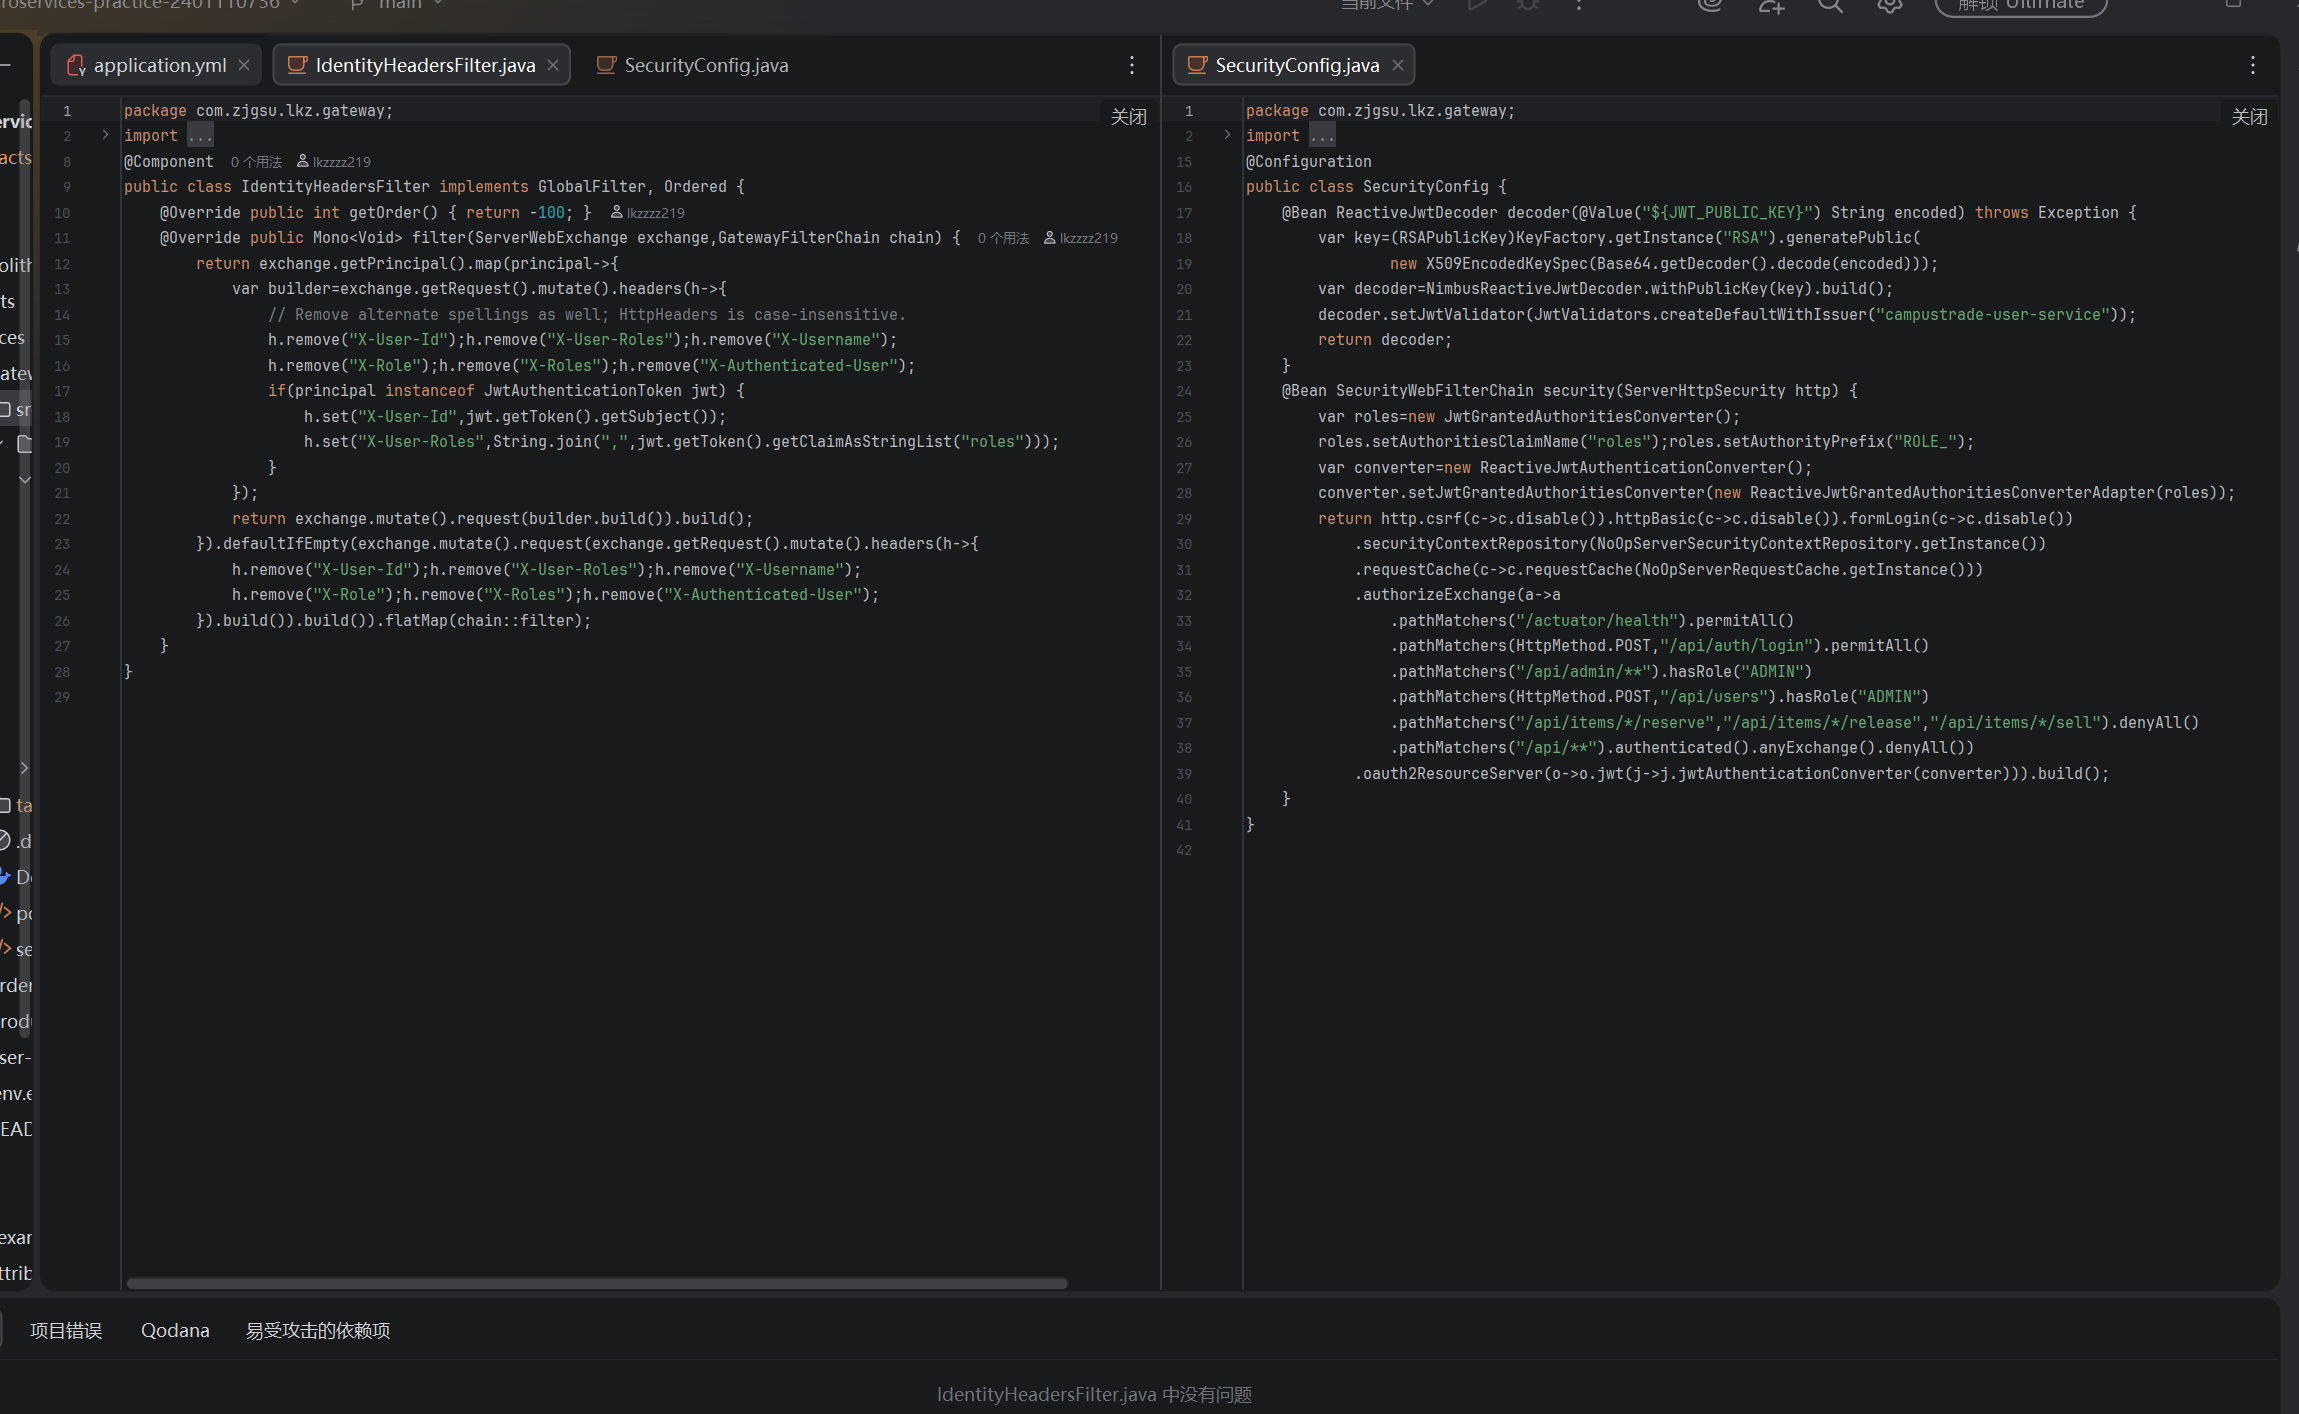 main
当前文件
解锁 Ultimate
application.yml
IdentityHeadersFilter.java
SecurityConfig.java
SecurityConfig.java
1 package com.zjgsu.lkz.gateway;
关闭
2 import ...
8 @Component 0 个用法 lkzzzz219
9 public class IdentityHeadersFilter implements GlobalFilter, Ordered {
10 @Override public int getOrder() { return -100; } lkzzzz219
11 @Override public Mono<Void> filter(ServerWebExchange exchange,GatewayFilterChain chain) { 0 个用法 lkzzzz219
12 return exchange.getPrincipal().map(principal->{
13 var builder=exchange.getRequest().mutate().headers(h->{
14 // Remove alternate spellings as well; HttpHeaders is case-insensitive.
15 h.remove("X-User-Id");h.remove("X-User-Roles");h.remove("X-Username");
16 h.remove("X-Role");h.remove("X-Roles");h.remove("X-Authenticated-User");
17 if(principal instanceof JwtAuthenticationToken jwt) {
18 h.set("X-User-Id",jwt.getToken().getSubject());
19 h.set("X-User-Roles",String.join(",",jwt.getToken().getClaimAsStringList("roles")));
20 }
21 });
22 return exchange.mutate().request(builder.build()).build();
23 }).defaultIfEmpty(exchange.mutate().request(exchange.getRequest().mutate().headers(h->{
24 h.remove("X-User-Id");h.remove("X-User-Roles");h.remove("X-Username");
25 h.remove("X-Role");h.remove("X-Roles");h.remove("X-Authenticated-User");
26 }).build()).build()).flatMap(chain::filter);
27 }
28 }
29
1 package com.zjgsu.lkz.gateway;
关闭
2 import ...
15 @Configuration
16 public class SecurityConfig {
17 @Bean ReactiveJwtDecoder decoder(@Value("${JWT_PUBLIC_KEY}") String encoded) throws Exception {
18 var key=(RSAPublicKey)KeyFactory.getInstance("RSA").generatePublic(
19 new X509EncodedKeySpec(Base64.getDecoder().decode(encoded)));
20 var decoder=NimbusReactiveJwtDecoder.withPublicKey(key).build();
21 decoder.setJwtValidator(JwtValidators.createDefaultWithIssuer("campustrade-user-service"));
22 return decoder;
23 }
24 @Bean SecurityWebFilterChain security(ServerHttpSecurity http) {
25 var roles=new JwtGrantedAuthoritiesConverter();
26 roles.setAuthoritiesClaimName("roles");roles.setAuthorityPrefix("ROLE_");
27 var converter=new ReactiveJwtAuthenticationConverter();
28 converter.setJwtGrantedAuthoritiesConverter(new ReactiveJwtGrantedAuthoritiesConverterAdapter(roles));
29 return http.csrf(c->c.disable()).httpBasic(c->c.disable()).formLogin(c->c.disable())
30 .securityContextRepository(NoOpServerSecurityContextRepository.getInstance())
31 .requestCache(c->c.requestCache(NoOpServerRequestCache.getInstance()))
32 .authorizeExchange(a->a
33 .pathMatchers("/actuator/health").permitAll()
34 .pathMatchers(HttpMethod.POST,"/api/auth/login").permitAll()
35 .pathMatchers("/api/admin/**").hasRole("ADMIN")
36 .pathMatchers(HttpMethod.POST,"/api/users").hasRole("ADMIN")
37 .pathMatchers("/api/items/*/reserve","/api/items/*/release","/api/items/*/sell").denyAll()
38 .pathMatchers("/api/**").authenticated().anyExchange().denyAll())
39 .oauth2ResourceServer(o->o.jwt(j->j.jwtAuthenticationConverter(converter))).build();
40 }
41 }
42
项目错误 Qodana 易受攻击的依赖项
IdentityHeadersFilter.java 中没有问题